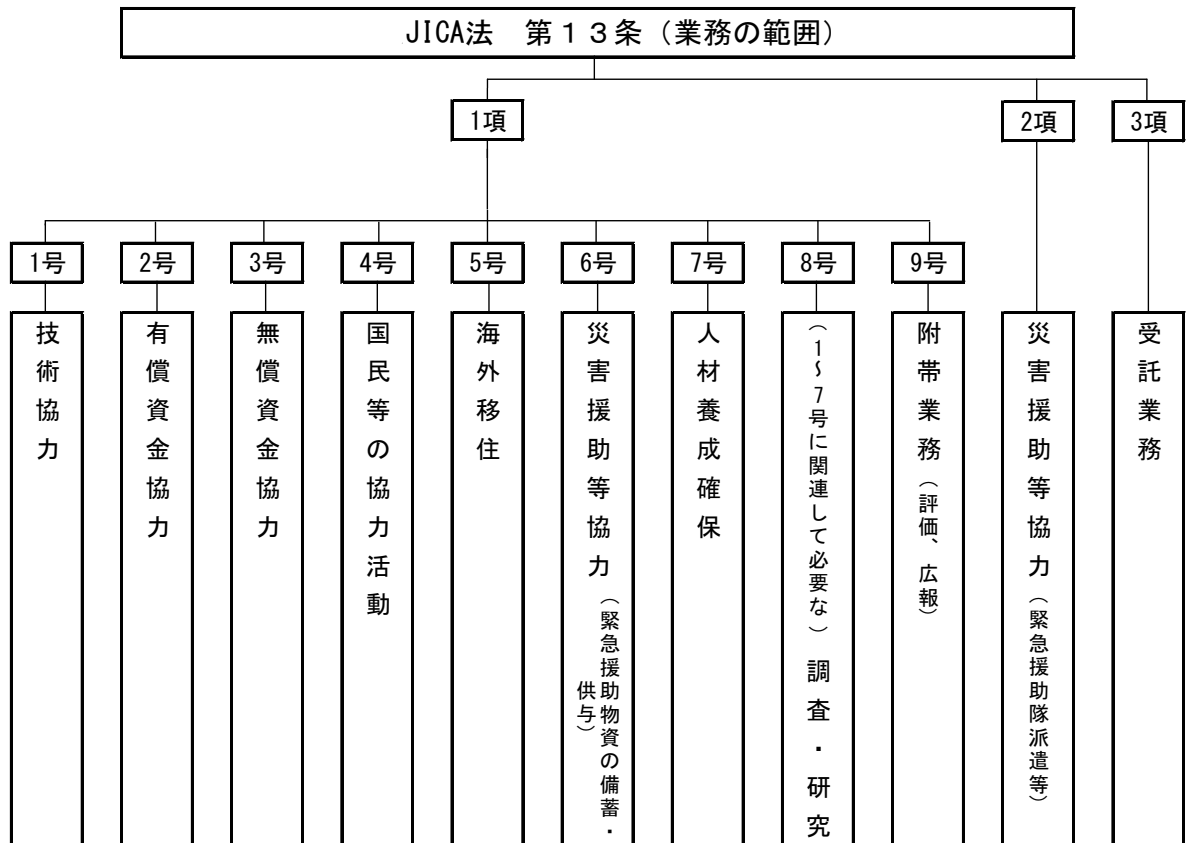 JICA法 第13条（業務の範囲）
1項
2項
3項
1号
2号
3号
4号
5号
6号
7号
8号
9号
技術協力
有償資金協力
無償資金協力
国民等の協力活動
海外移住
災害援助等協力（緊急援助物資の備蓄・
供与）
人材養成確保
（1～7号に関連して必要な）調査・研究
附帯業務（評価、広報）
災害援助等協力（緊急援助隊派遣等）
受託業務